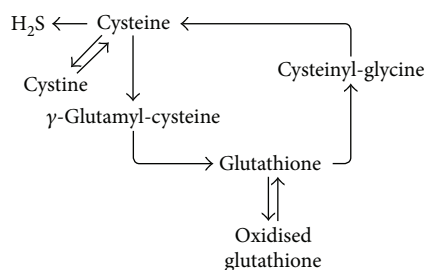 H₂S
Cysteine
Cysteinyl-glycine
Cystine
γ-Glutamyl-cysteine
Glutathione
Oxidised
glutathione